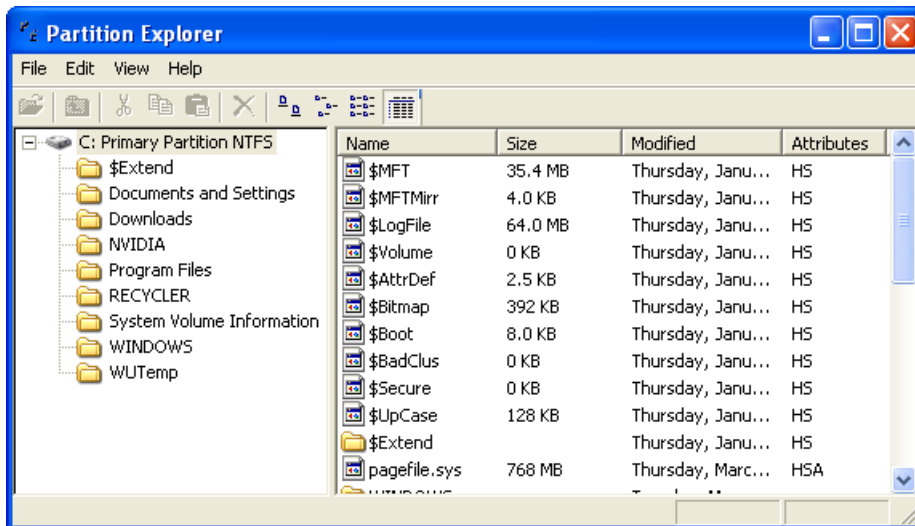 Partition Explorer
File Edit View Help
C: Primary Partition NTFS
$Extend
Documents and Settings
Downloads
NVIDIA
Program Files
RECYCLER
System Volume Information
WINDOWS
WUTemp
Name Size Modified Attributes
$MFT 35.4 MB Thursday, Janu... HS
$MFTMirr 4.0 KB Thursday, Janu... HS
$LogFile 64.0 MB Thursday, Janu... HS
$Volume 0 KB Thursday, Janu... HS
$AttrDef 2.5 KB Thursday, Janu... HS
$Bitmap 392 KB Thursday, Janu... HS
$Boot 8.0 KB Thursday, Janu... HS
$BadClus 0 KB Thursday, Janu... HS
$Secure 0 KB Thursday, Janu... HS
$UpCase 128 KB Thursday, Janu... HS
$Extend Thursday, Janu... HS
pagefile.sys 768 MB Thursday, Marc... HSA